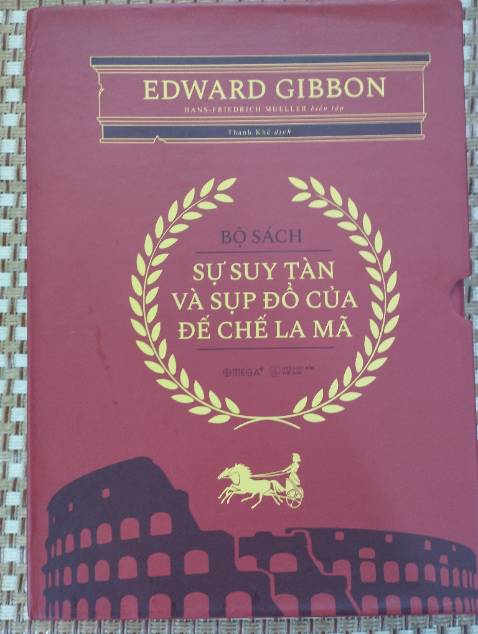 EDWARD GIBBON
HANS-FRIEDRICH MUELLER biên tập
Thanh Khê dịch
BỘ SÁCH
SỰ SUY TÀN
VÀ SỤP ĐỔ CỦA
ĐẾ CHẾ LA MÃ
OMEGA+